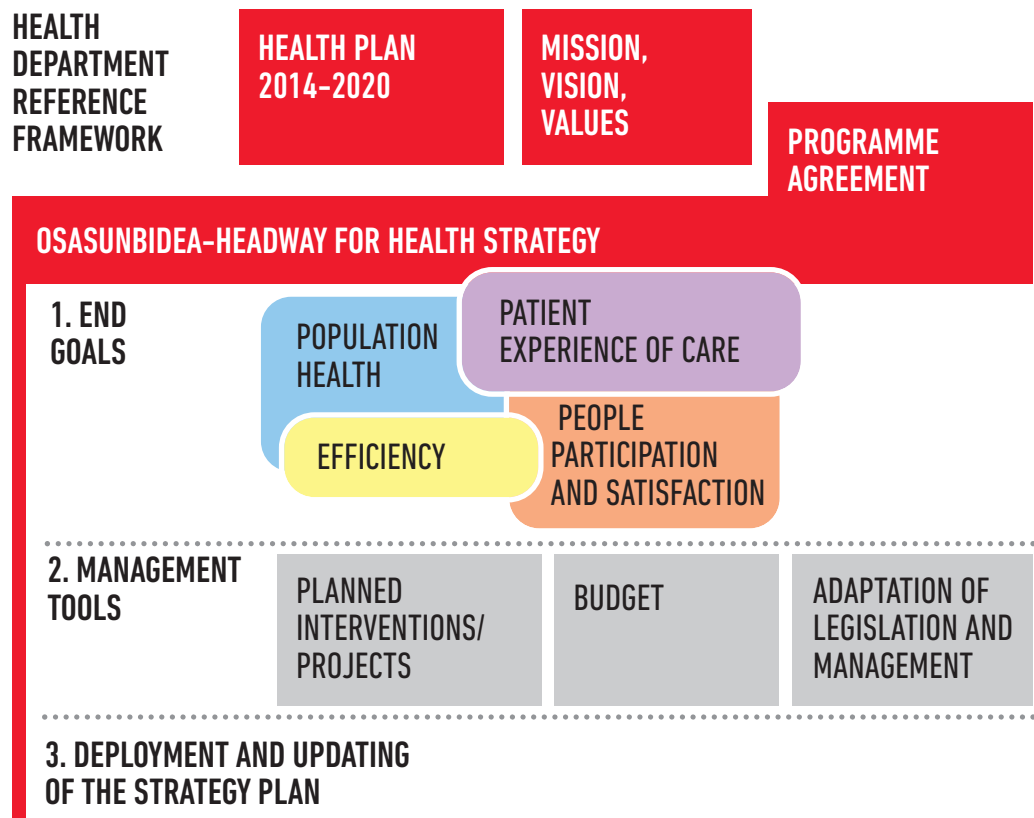 HEALTH
DEPARTMENT
REFERENCE
FRAMEWORK
HEALTH PLAN
2014–2020
MISSION,
VISION,
VALUES
PROGRAMME
AGREEMENT
OSASUNBIDEA-HEADWAY FOR HEALTH STRATEGY
1. END
GOALS
POPULATION
HEALTH
PATIENT
EXPERIENCE OF CARE
EFFICIENCY
PEOPLE
PARTICIPATION
AND SATISFACTION
2. MANAGEMENT
TOOLS
PLANNED
INTERVENTIONS/
PROJECTS
BUDGET
ADAPTATION OF
LEGISLATION AND
MANAGEMENT
3. DEPLOYMENT AND UPDATING
OF THE STRATEGY PLAN